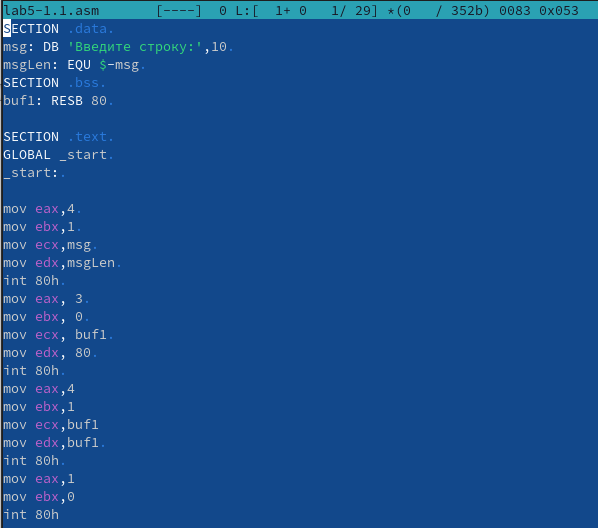 lab5-1.1.asm [----] 0 L:[ 1+ 0 1/ 29] *(0 / 352b) 0083 0x053
SECTION .data.
msg: DB 'Введите строку:',10.
msgLen: EQU $-msg.
SECTION .bss.
buf1: RESB 80.
SECTION .text.
GLOBAL _start.
_start:.
mov eax,4.
mov ebx,1.
mov ecx,msg.
mov edx,msgLen.
int 80h.
mov eax, 3.
mov ebx, 0.
mov ecx, buf1.
mov edx, 80.
int 80h.
mov eax,4
mov ebx,1
mov ecx,buf1
mov edx,buf1.
int 80h.
mov eax,1
mov ebx,0
int 80h